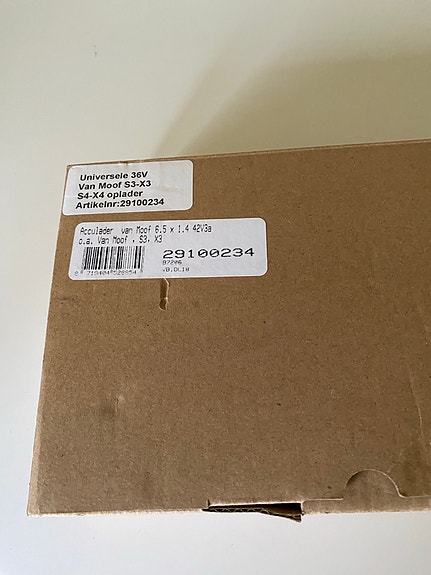 Universele 36V
Van Moof S3-X3
S4-X4 oplader
Artikelnr:29100234
Acculader van Moof 6.5 x 1.4 42V3a
o.a. Van Moof , S3, X3
29100234